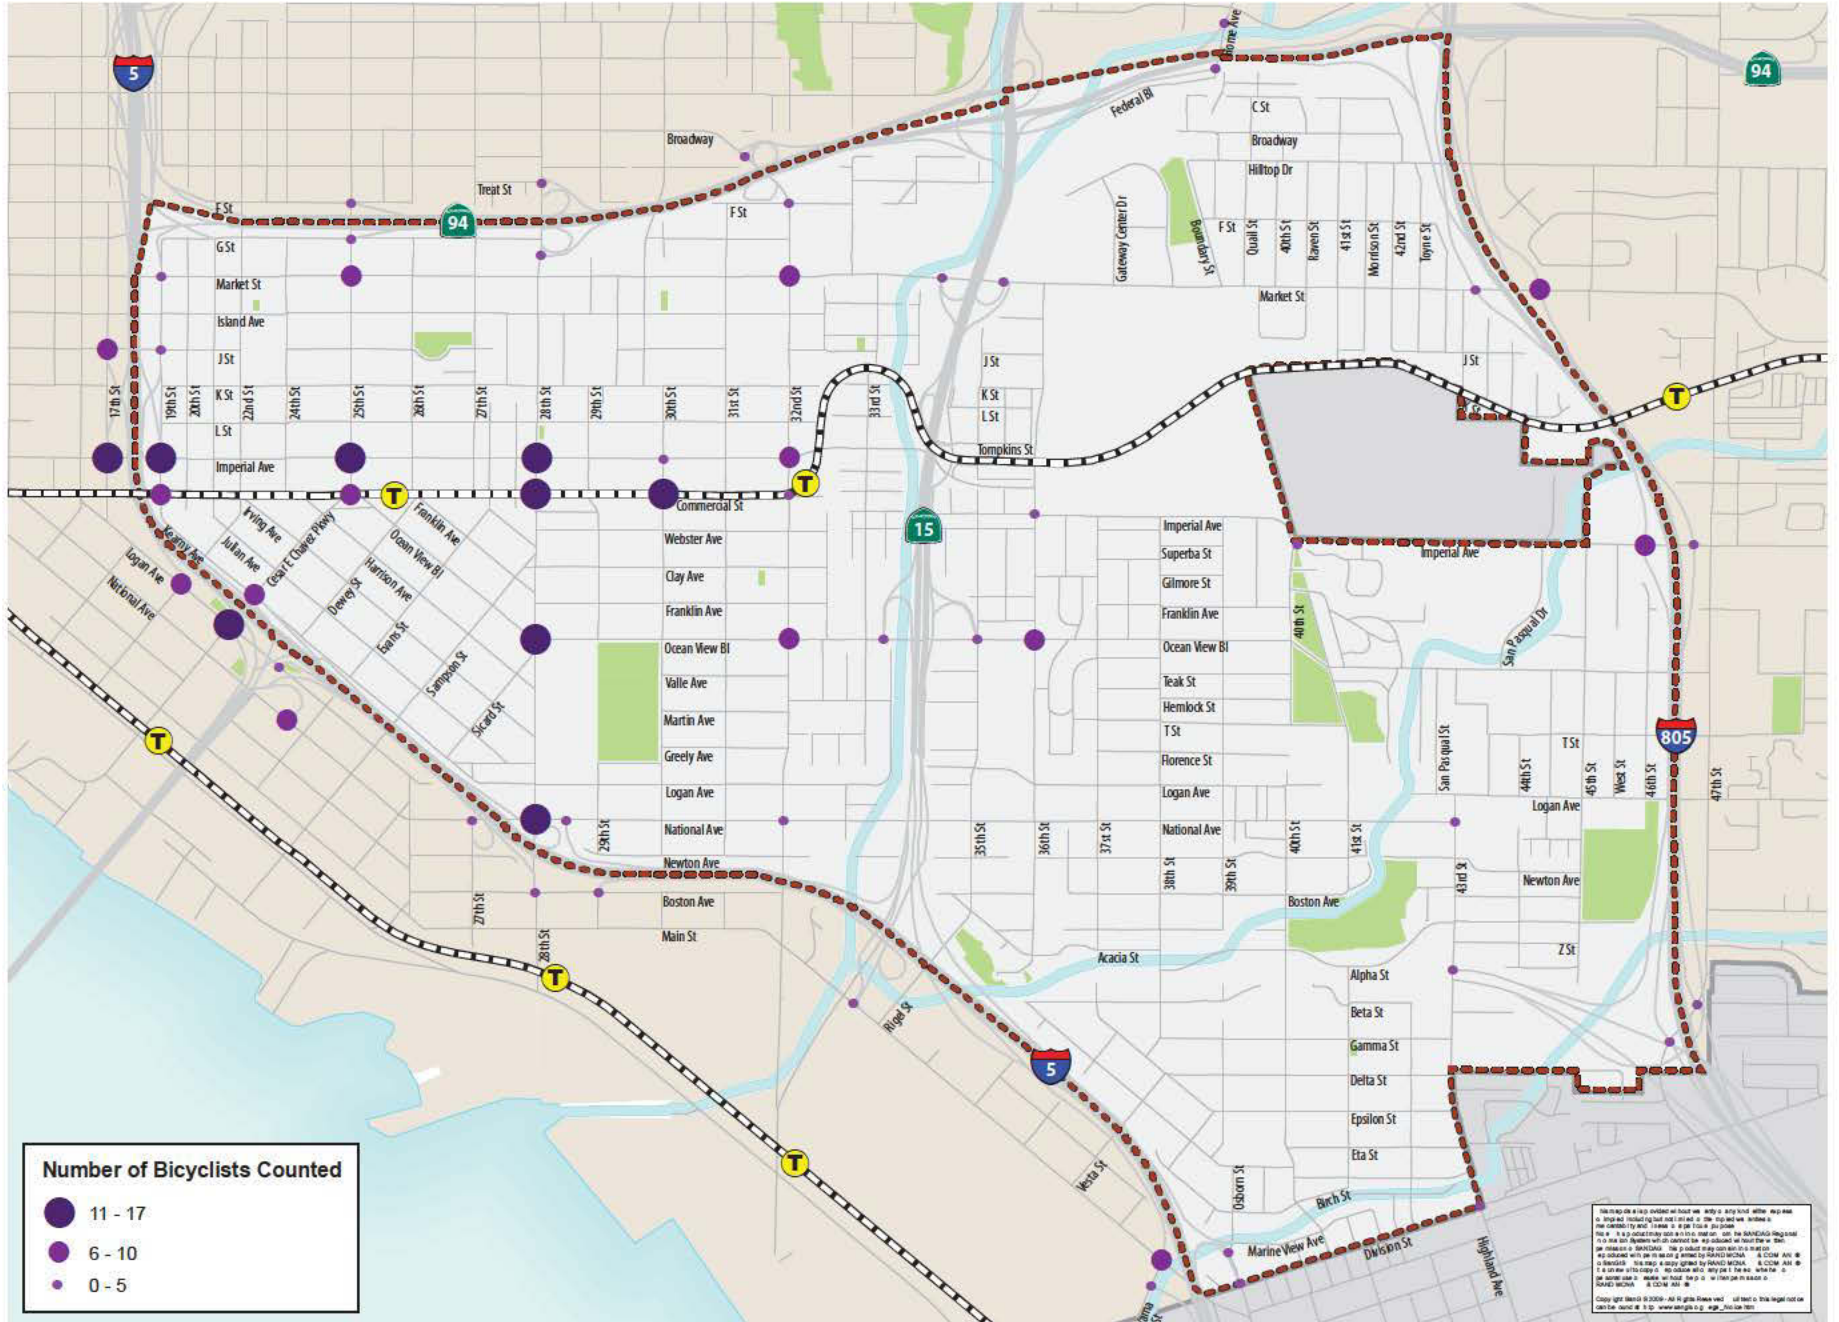 Home Ave
5
94
Federal Bl
C St
Broadway
Broadway
Hilltop Dr
Treat St
F St
F St
94
Gateway Center Dr
Boundary St
F St
Quail St
40th St
Raven St
41st St
Morrison St
42nd St
Toyne St
G St
Market St
Market St
Island Ave
J St
J St
J St
17th St
19th St
20th St
K St
22nd St
24th St
25th St
26th St
27th St
28th St
29th St
30th St
31st St
32nd St
33rd St
K St
L St
T
L St
Imperial Ave
Tompkins St
T
T
Commercial St
15
Irving Ave
Cesar E Chavez Pkwy
Franklin Ave
Kearny Ave
Julian Ave
Ocean View Bl
Webster Ave
Imperial Ave
Imperial Ave
Logan Ave
Harrison Ave
Superba St
National Ave
Dewey St
Clay Ave
Gilmore St
Franklin Ave
Franklin Ave
40th St
Evans St
Ocean View Bl
Ocean View Bl
San Pasqual Dr
Sampson St
Valle Ave
Teak St
Sicard St
Martin Ave
Hemlock St
T St
T
Greely Ave
Florence St
San Pasqual St
T St
805
Logan Ave
Logan Ave
44th St
45th St
West St
46th St
47th St
Logan Ave
29th St
National Ave
35th St
36th St
37st St
National Ave
40th St
41st St
Newton Ave
38th St
39th St
43rd St
Newton Ave
27th St
Boston Ave
Boston Ave
28th St
Main St
Z St
T
Acacia St
Alpha St
Rigel St
Beta St
Gamma St
5
Delta St
Epsilon St
Eta St
T
Vesta St
Osborn St
Birch St
Marine View Ave
Division St
Highland Ave
Number of Bicyclists Counted
11 - 17
6 - 10
0 - 5